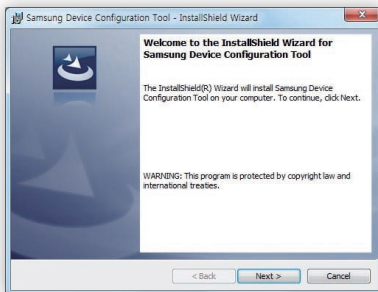 Samsung Device Configuration Tool - InstallShield Wizard
Welcome to the InstallShield Wizard for
Samsung Device Configuration Tool
The InstallShield(R) Wizard will install Samsung Device
Configuration Tool on your computer. To continue, click Next.
WARNING: This program is protected by copyright law and
international treaties.
< Back
Next >
Cancel